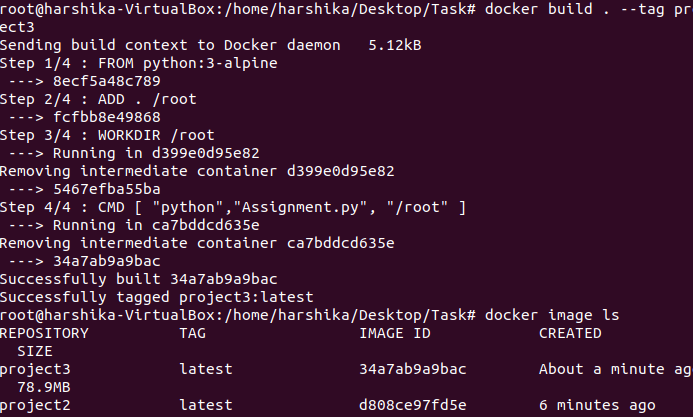 root@harshika-VirtualBox:/home/harshika/Desktop/Task# docker build . --tag proj
ect3
Sending build context to Docker daemon   5.12kB
Step 1/4 : FROM python:3-alpine
 ---> 8ecf5a48c789
Step 2/4 : ADD . /root
 ---> fcfbb8e49868
Step 3/4 : WORKDIR /root
 ---> Running in d399e0d95e82
Removing intermediate container d399e0d95e82
 ---> 5467efba55ba
Step 4/4 : CMD [ "python","Assignment.py", "/root" ]
 ---> Running in ca7bddcd635e
Removing intermediate container ca7bddcd635e
 ---> 34a7ab9a9bac
Successfully built 34a7ab9a9bac
Successfully tagged project3:latest
root@harshika-VirtualBox:/home/harshika/Desktop/Task# docker image ls
REPOSITORY          TAG                 IMAGE ID            CREATED
  SIZE
project3            latest              34a7ab9a9bac        About a minute ago
  78.9MB
project2            latest              d808ce97fd5e        6 minutes ago